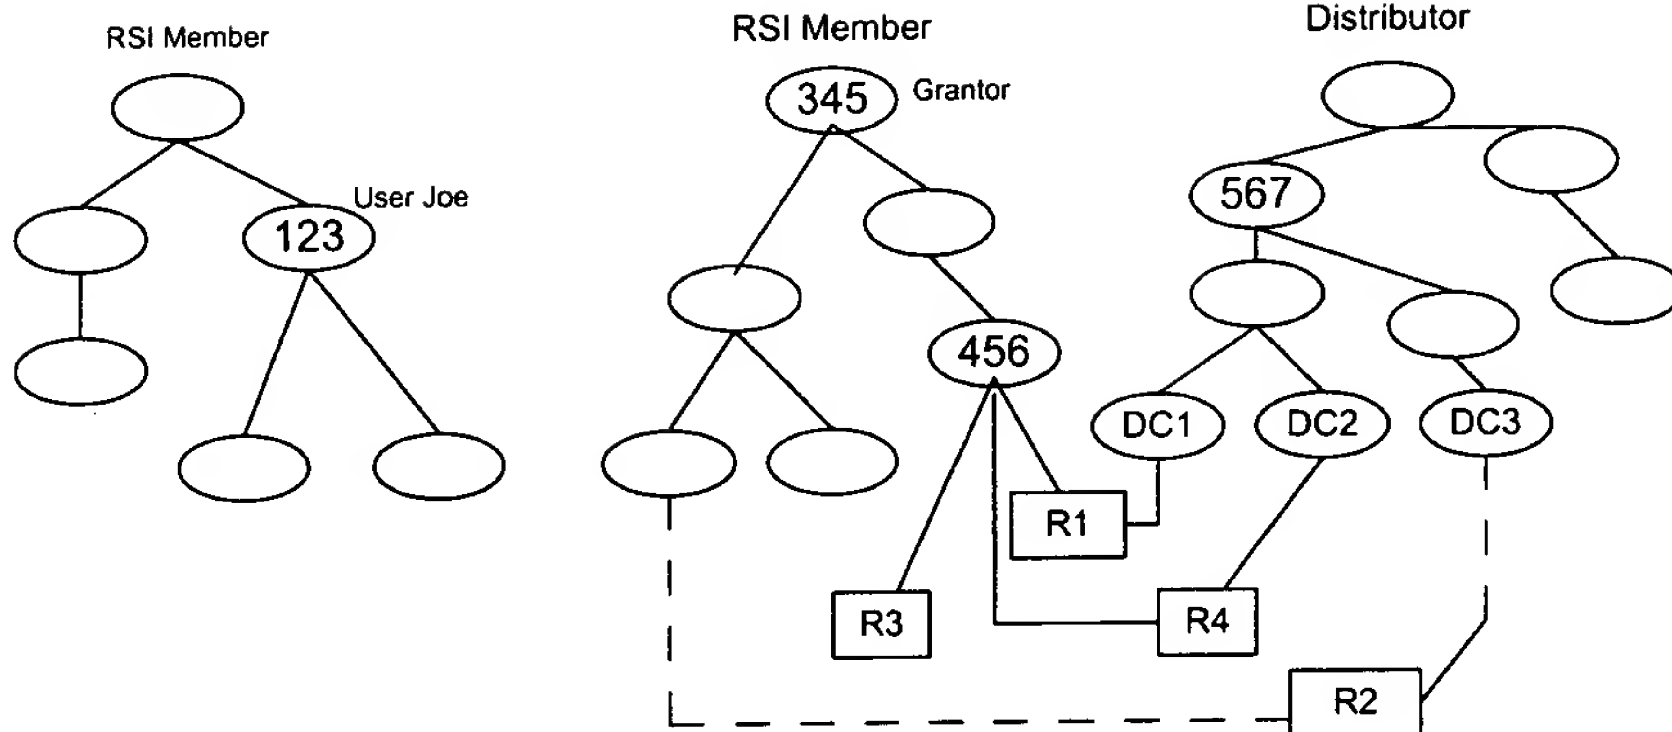 RSI Member
RSI Member
Distributor
345
Grantor
567
User Joe
123
456
DC1
DC2
DC3
R1
R3
R4
R2